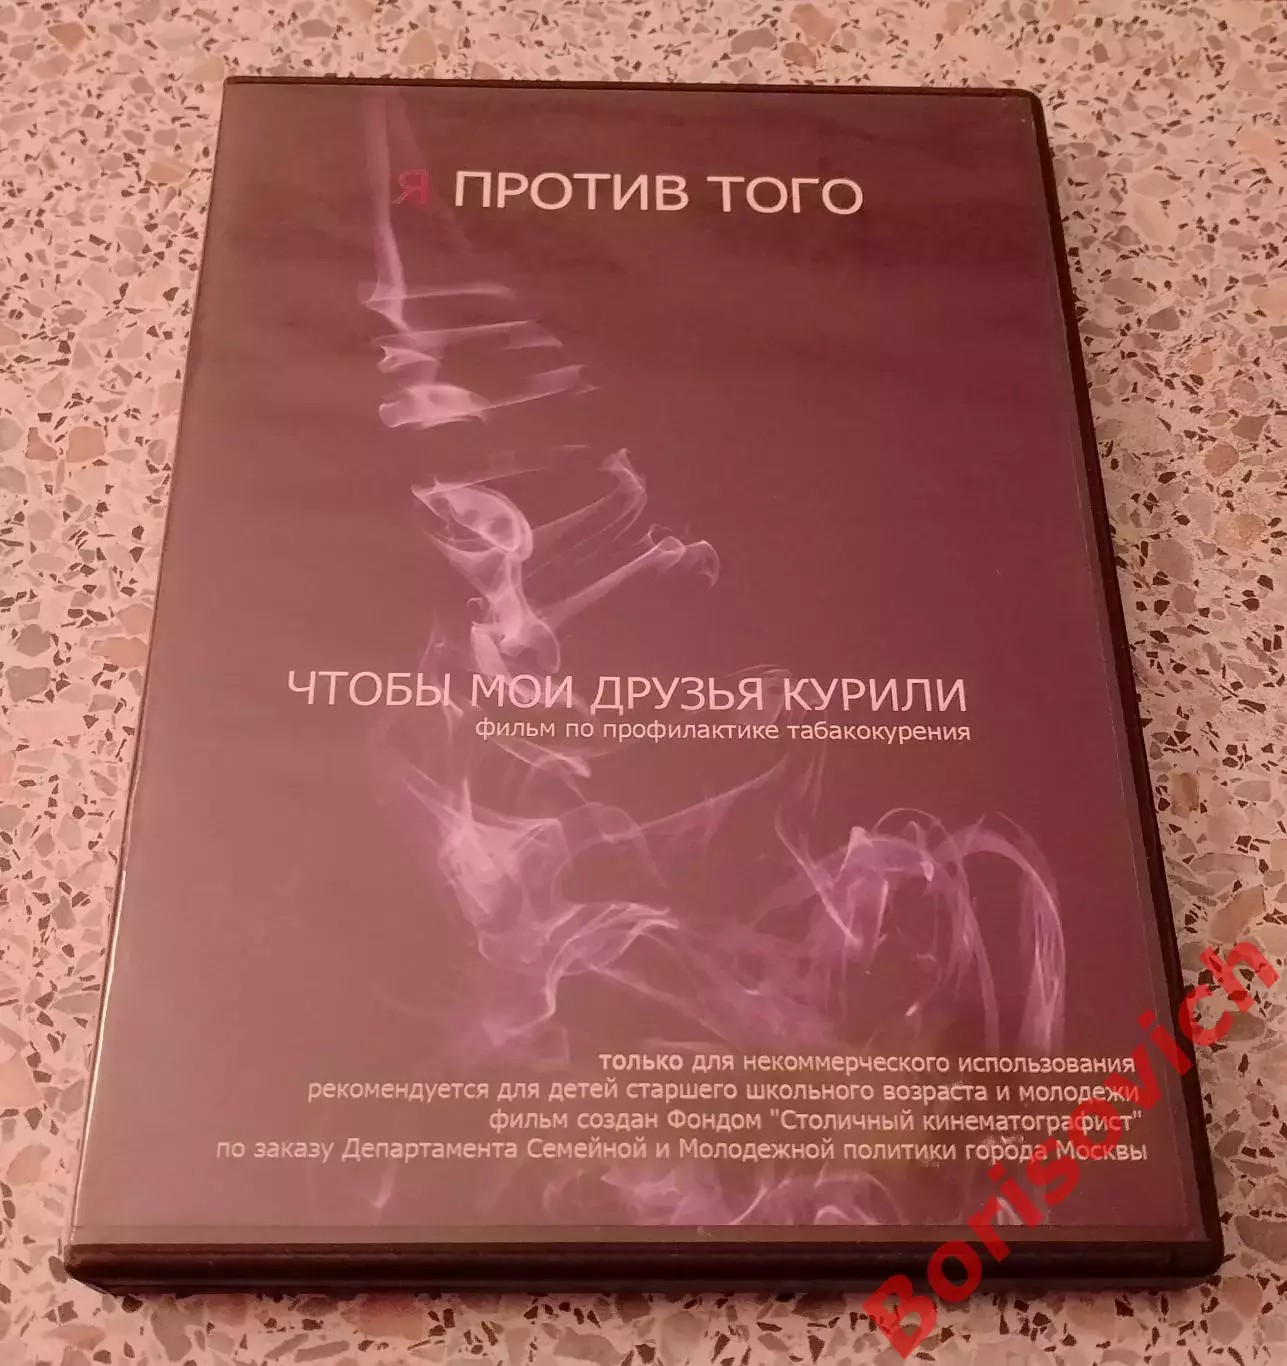 Я ПРОТИВ ТОГО
ЧТОБЫ МОИ ДРУЗЬЯ КУРИЛИ
фильм по профилактике табакокурения
только для некоммерческого использования
рекомендуется для детей старшего школьного возраста и молодежи
фильм создан Фондом "Столичный кинематографист"
по заказу Департамента Семейной и Молодежной политики города Москвы
Borisovich